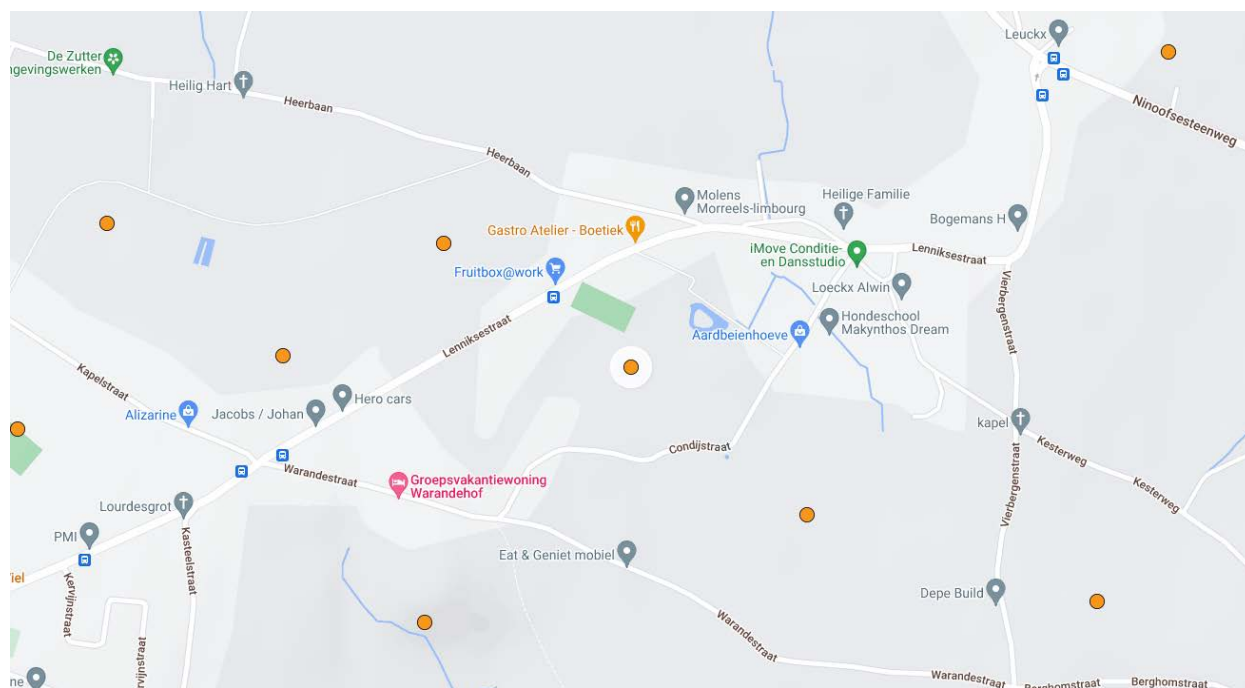 Leuckx
De Zutter
ngevingswerken
Heilig Hart
Heerbaan
Ninoofsesteenweg
Heerbaan
Molens
Morreels-limbourg
Heilige Familie
Bogemans H
Gastro Atelier - Boetiek
iMove Conditie-
en Dansstudio
Lenniksestraat
Fruitbox@work
Loeckx Alwin
Vierbergenstraat
Hondeschool
Makynthos Dream
Lenniksestraat
Aardbeienhoeve
Kapelstraat
Hero cars
Alizarine
Jacobs / Johan
kapel
Kesterweg
Condijstraat
Warandestraat
Groepsvakantiewoning
Warandehof
Vierbergenstraat
Kesterweg
Lourdesgrot
PMI
Kasteelstraat
Eat & Geniet mobiel
iel
Kervijnstraat
Depe Build
Warandestraat
rvijnstraat
ne
Warandestraat
Berghomstraat
Berghomstraat